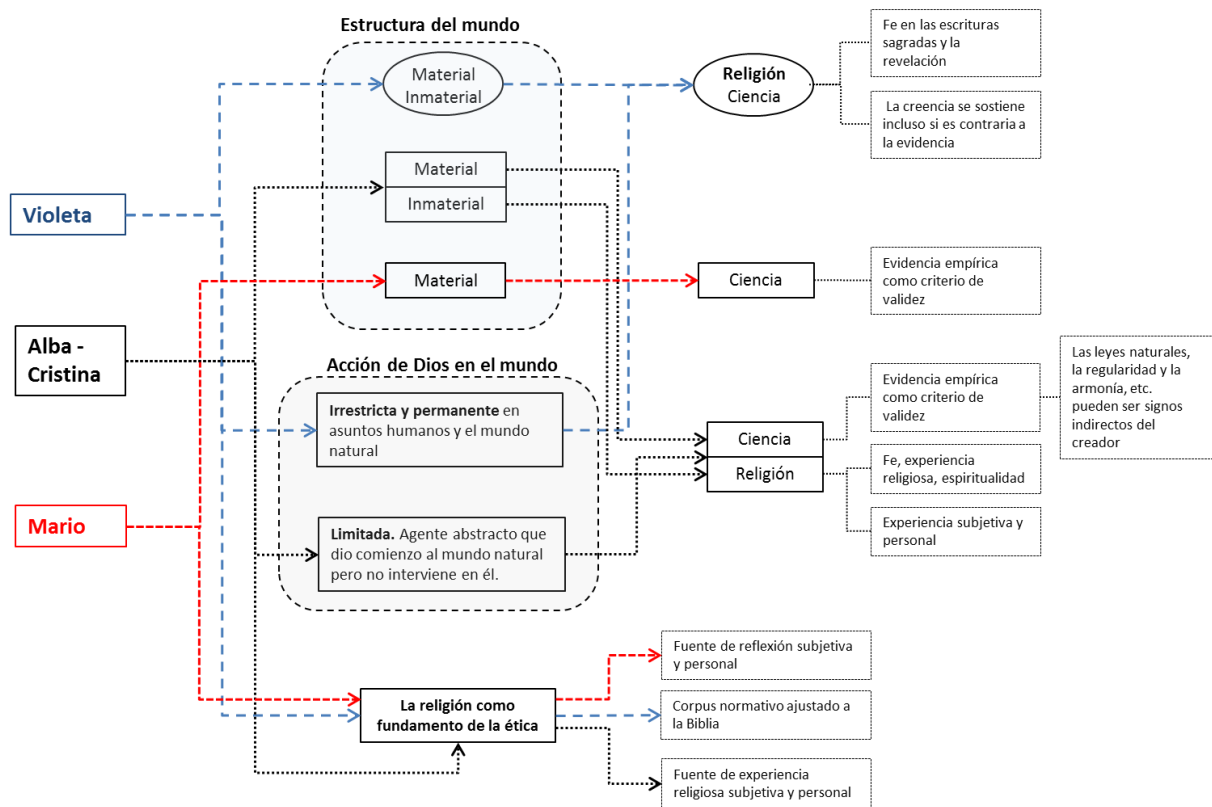 Estructura del mundo
Material
Inmaterial
Religión
Ciencia
Fe en las escrituras
sagradas y la
revelación
La creencia se sostiene
incluso si es contraria a
la evidencia
Material
Inmaterial
Violeta
Material
Ciencia
Evidencia empírica
como criterio de
validez
Alba -
Cristina
Acción de Dios en el mundo
Irrestricta y permanente en
asuntos humanos y el mundo
natural
Ciencia
Religión
Evidencia empírica
como criterio de
validez
Las leyes naturales,
la regularidad y la
armonía, etc.
pueden ser signos
indirectos del
creador
Fe, experiencia
religiosa, espiritualidad
Experiencia subjetiva y
personal
Mario
Limitada. Agente abstracto que
dio comienzo al mundo natural
pero no interviene en él.
La religión como
fundamento de la ética
Fuente de reflexión subjetiva
y personal
Corpus normativo ajustado a
la Biblia
Fuente de experiencia
religiosa subjetiva y personal